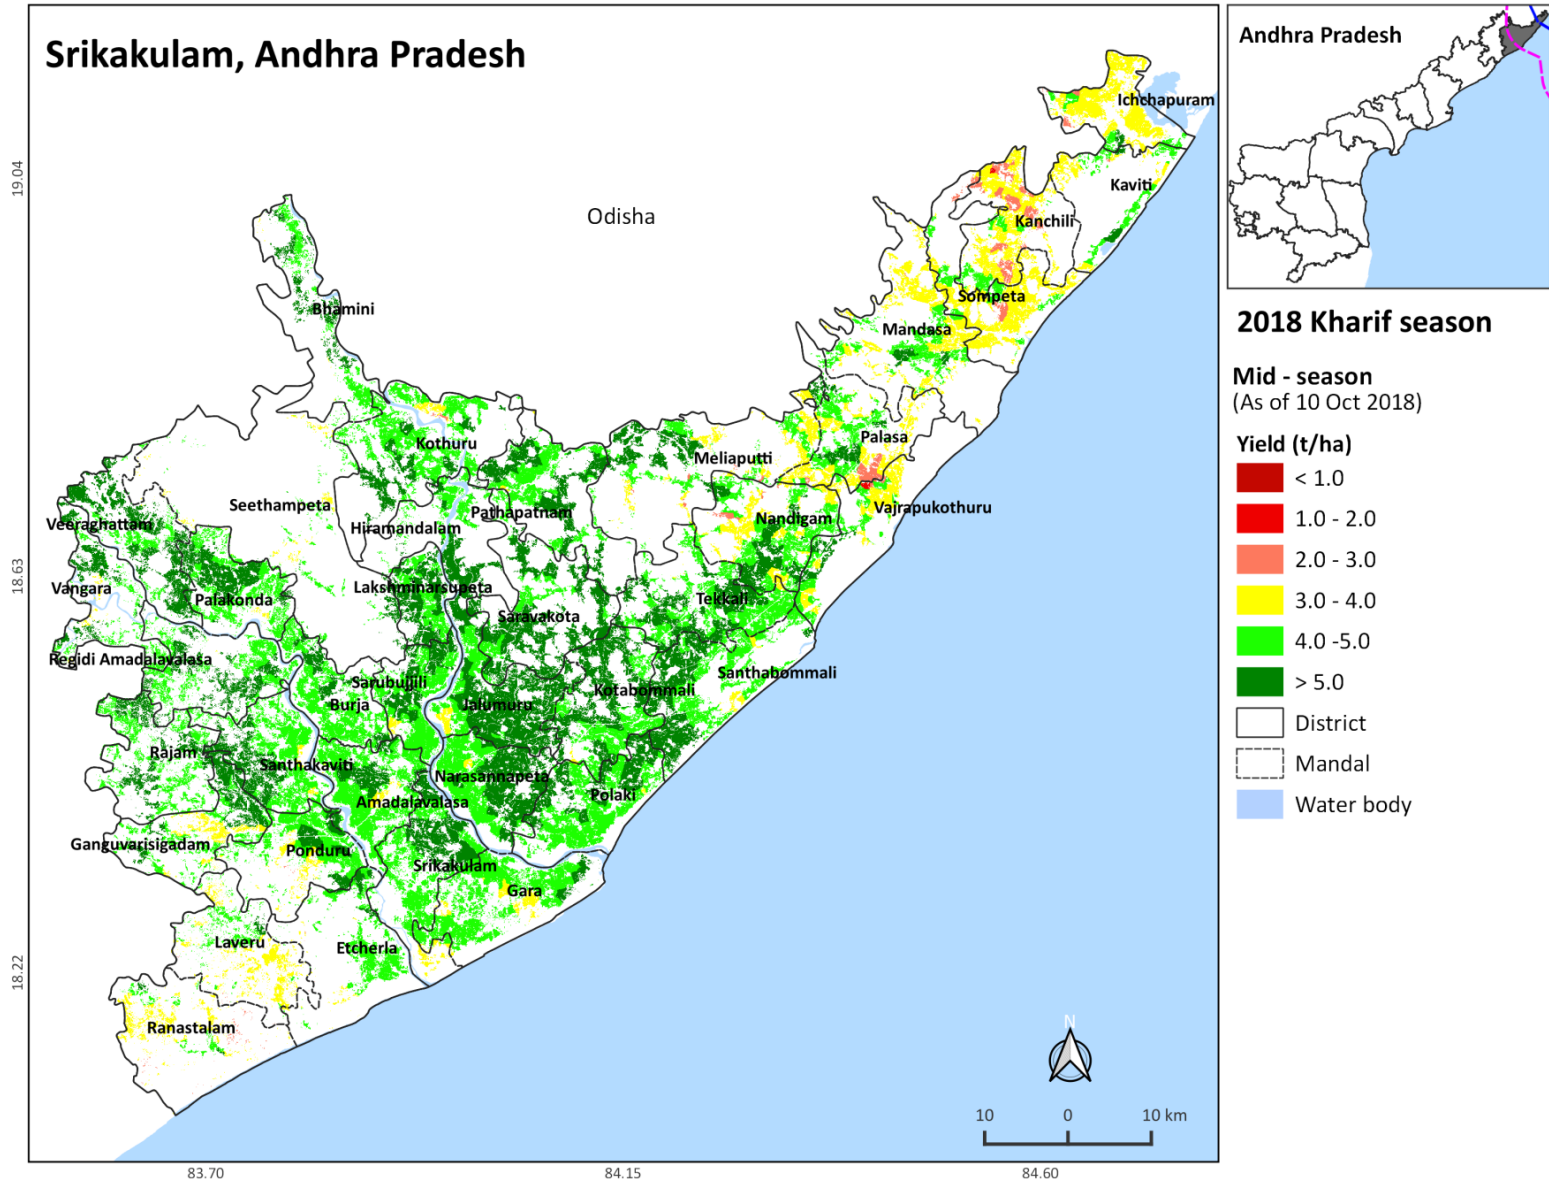 Srikakulam, Andhra Pradesh
Andhra Pradesh
Ichchapuram
19.04
Kaviti
Odisha
Kanchili
Sompeta
Bhamini
Mandasa
2018 Kharif season
Mid - season
(As of 10 Oct 2018)
Yield (t/ha)
< 1.0
1.0 - 2.0
2.0 - 3.0
3.0 - 4.0
4.0 -5.0
> 5.0
District
Mandal
Water body
Kothuru
Palasa
Meliaputti
Seethampeta
Vajrapukothuru
Pathapatnam
Nandigam
Veeraghattam
Hiramandalam
18.63
Vangara
Lakshminarsupeta
Palakonda
Tekkali
Saravakota
Regidi Amadalavalasa
Santhabommali
Sarubujjili
Kotabommali
Burja
Jalumuru
Rajam
Santhakaviti
Narasannapeta
Polaki
Amadalavalasa
Ganguvarisigadam
Ponduru
Srikakulam
Gara
Laveru
Etcherla
18.22
Ranastalam
N
10 0 10 km
83.70 84.15 84.60